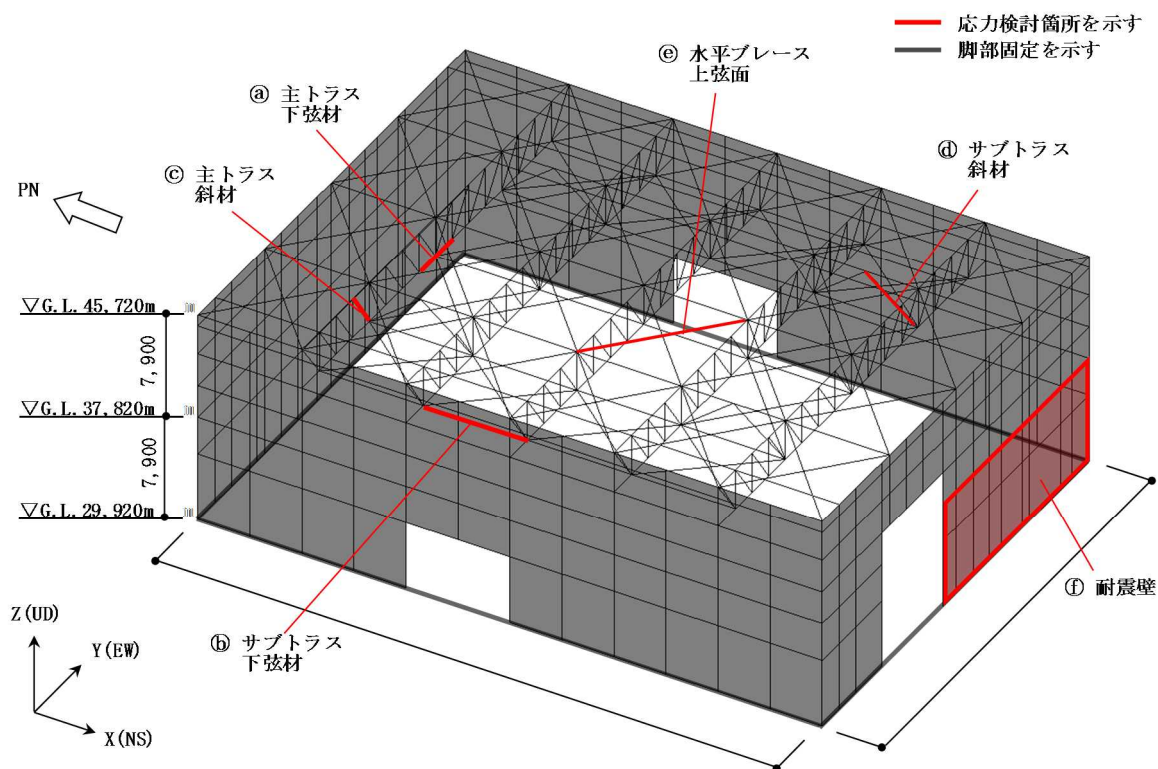 応力検討箇所を示す
脚部固定を示す
ⓔ 水平ブレース
上弦面
ⓐ 主トラス
下弦材
ⓓ サブトラス
斜材
ⓒ 主トラス
斜材
PN
▽G.L.45,720m
7,900
▽G.L.37,820m
7,900
▽G.L.29,920m
ⓕ 耐震壁
ⓑ サブトラス
下弦材
Z(UD)
Y(EW)
X(NS)